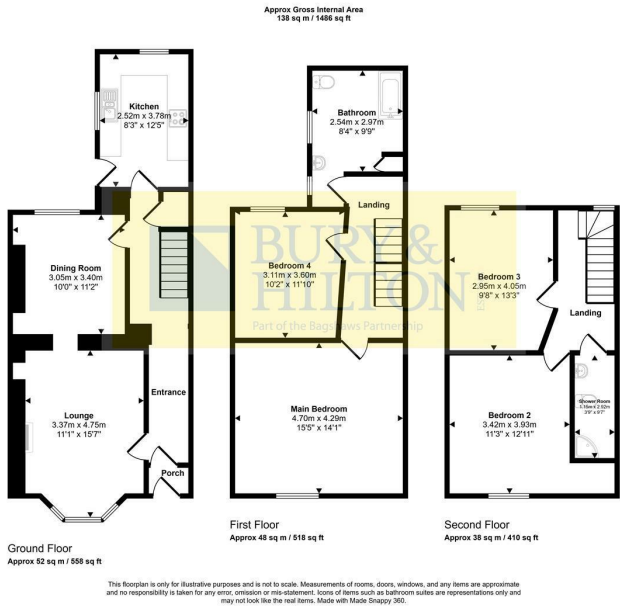 Approx Gross Internal Area
138 sq m / 1486 sq ft
Kitchen
2.52m x 3.78m
8'3" x 12'5"
Dining Room
3.05m x 3.40m
10'0" x 11'2"
Lounge
3.37m x 4.75m
11'1" x 15'7"
Entrance
Porch
Ground Floor
Approx 52 sq m / 558 sq ft
Bathroom
2.54m x 2.97m
8'4" x 9'9"
Landing
Bedroom 4
3.11m x 3.60m
10'2" x 11'10"
Main Bedroom
4.70m x 4.29m
15'5" x 14'1"
First Floor
Approx 48 sq m / 518 sq ft
Bedroom 3
2.95m x 4.05m
9'8" x 13'3"
Landing
Bedroom 2
3.42m x 3.93m
11'3" x 12'11"
Shower Room
1.15m x 2.92m
3'9" x 9'7"
Second Floor
Approx 38 sq m / 410 sq ft
BURY &
HILTON
Part of the Bagshaws Partnership
This floorplan is only for illustrative purposes and is not to scale. Measurements of rooms, doors, windows, and any items are approximate
and no responsibility is taken for any error, omission or mis-statement. Icons of items such as bathroom suites are representations only and
may not look like the real items. Made with Made Snappy 360.